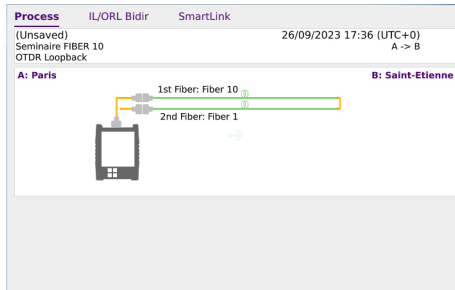 Process IL/ORL Bidir SmartLink
(Unsaved) 26/09/2023 17:36 (UTC+0)
Seminaire FIBER 10 A -> B
OTDR Loopback
A: Paris B: Saint-Etienne
1st Fiber: Fiber 10
2nd Fiber: Fiber 1